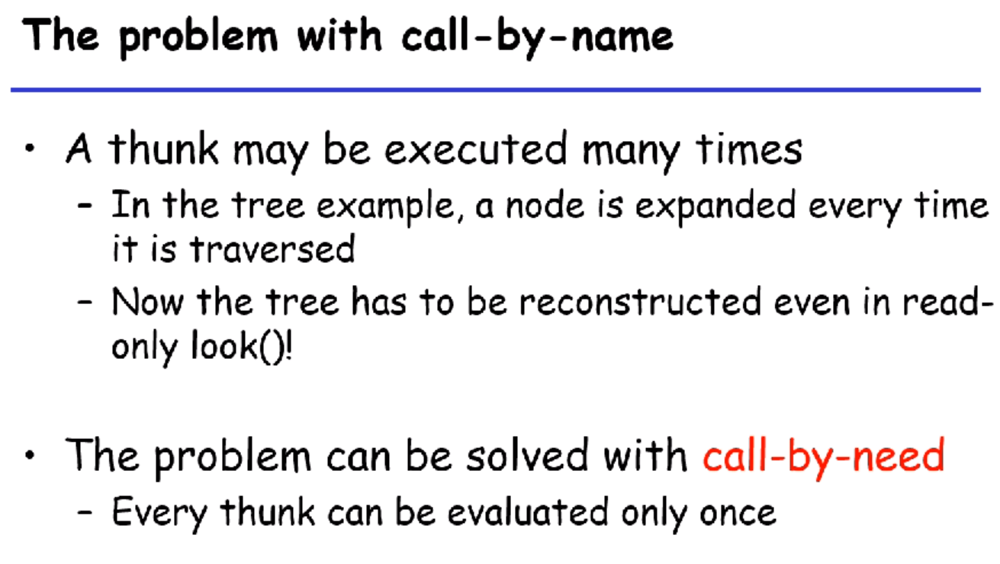 The problem with call-by-name
• A thunk may be executed many times
– In the tree example, a node is expanded every time
it is traversed
– Now the tree has to be reconstructed even in read-
only look()!
• The problem can be solved with call-by-need
– Every thunk can be evaluated only once